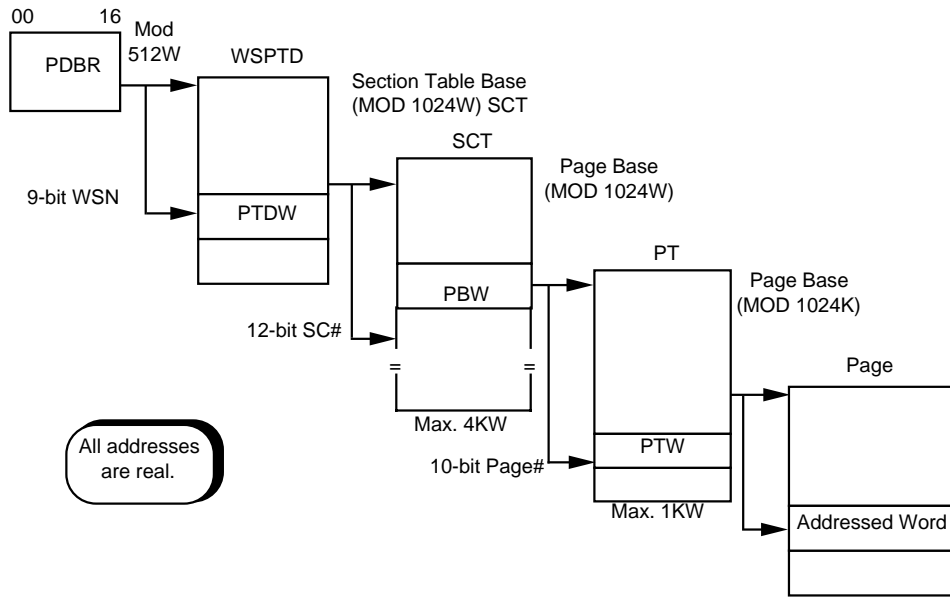 00 16
Mod
512W
PDBR
WSPTD
Section Table Base
(MOD 1024W) SCT
SCT
Page Base
(MOD 1024W)
9-bit WSN
PTDW
PT
Page Base
(MOD 1024K)
PBW
12-bit SC#
=
=
Page
Max. 4KW
All addresses
are real.
10-bit Page#
PTW
Max. 1KW
Addressed Word